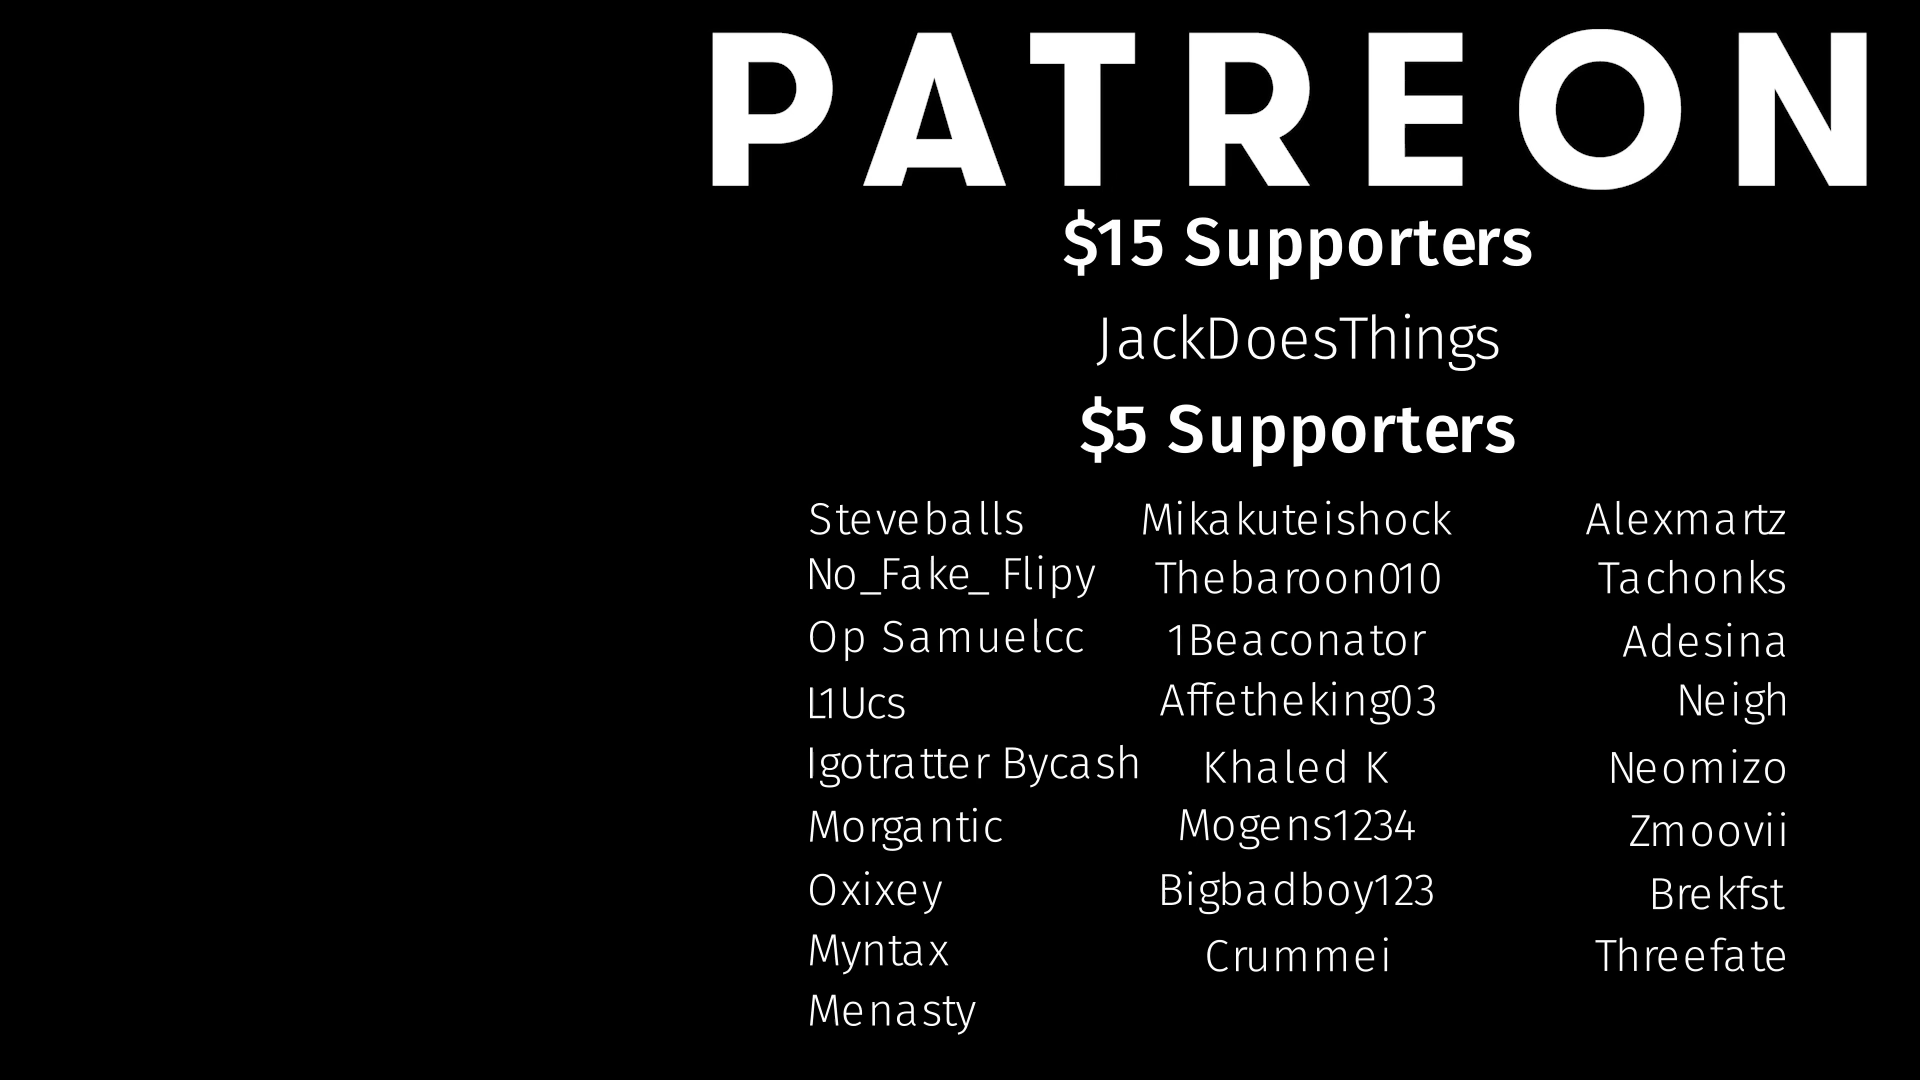 PATREON
$15 Supporters
JackDoesThings
$5 Supporters
Steveballs
No_Fake_ Flipy
Op Samuelcc
L1Ucs
Igotratter Bycash
Morgantic
Oxixey
Myntax
Menasty
Mikakuteishock
Thebaroon010
1Beaconator
Affetheking03
Khaled K
Mogens1234
Bigbadboy123
Crummei
Alexmartz
Tachonks
Adesina
Neigh
Neomizo
Zmoovii
Brekfst
Threefate